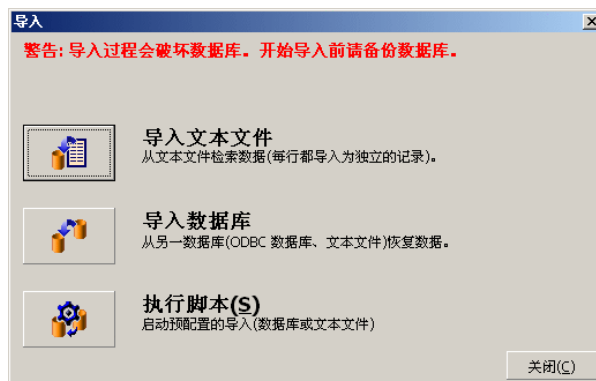 导入
警告: 导入过程会破坏数据库。开始导入前请备份数据库。
导入文本文件
从文本文件检索数据(每行都导入为独立的记录)。
导入数据库
从另一数据库(ODBC 数据库、文本文件)恢复数据。
执行脚本(S)
启动预配置的导入(数据库或文本文件)
关闭(C)